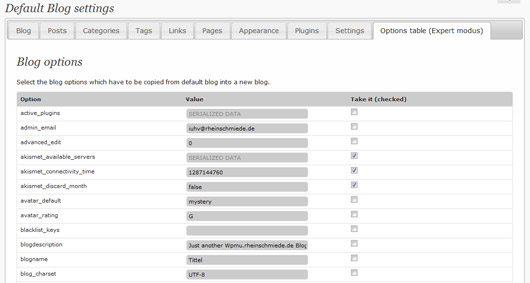 Default Blog settings
Blog Posts Categories Tags Links Pages Appearance Plugins Settings Options table (Expert modus)
Blog options
Select the blog options which have to be copied from default blog into a new blog.
Option Value Take it (checked)
active_plugins SERIALIZED DATA
admin_email iuhv@rheinschmiede.de
advanced_edit 0
akismet_available_servers SERIALIZED DATA
akismet_connectivity_time 1287144760
akismet_discard_month false
avatar_default mystery
avatar_rating G
blacklist_keys
blogdescription Just another Wpmu.rheinschmiede.de Blog
blogname Tittel
blog_charset UTF-8